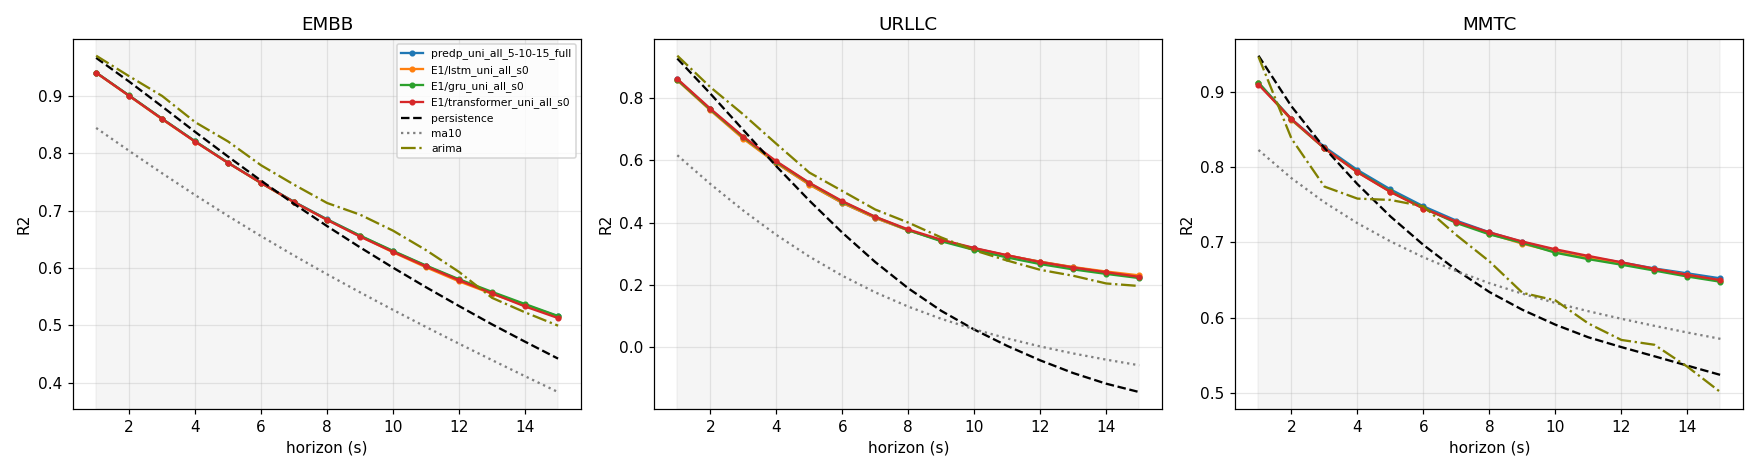 EMBB
R2
0.9
0.8
0.7
0.6
0.5
0.4
2 4 6 8 10 12 14
horizon (s)
predp_uni_all_5-10-15_full
E1/lstm_uni_all_s0
E1/gru_uni_all_s0
E1/transformer_uni_all_s0
persistence
ma10
arima
URLLC
R2
0.8
0.6
0.4
0.2
0.0
2 4 6 8 10 12 14
horizon (s)
MMTC
R2
0.9
0.8
0.7
0.6
0.5
2 4 6 8 10 12 14
horizon (s)